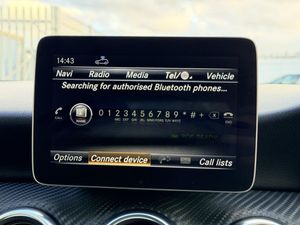 14:43
Navi Radio Media Tel/ Vehicle
Searching for authorised Bluetooth phones...
0 1 2 3 4 5 6 7 8 9 * # +
Options Connect device Call lists